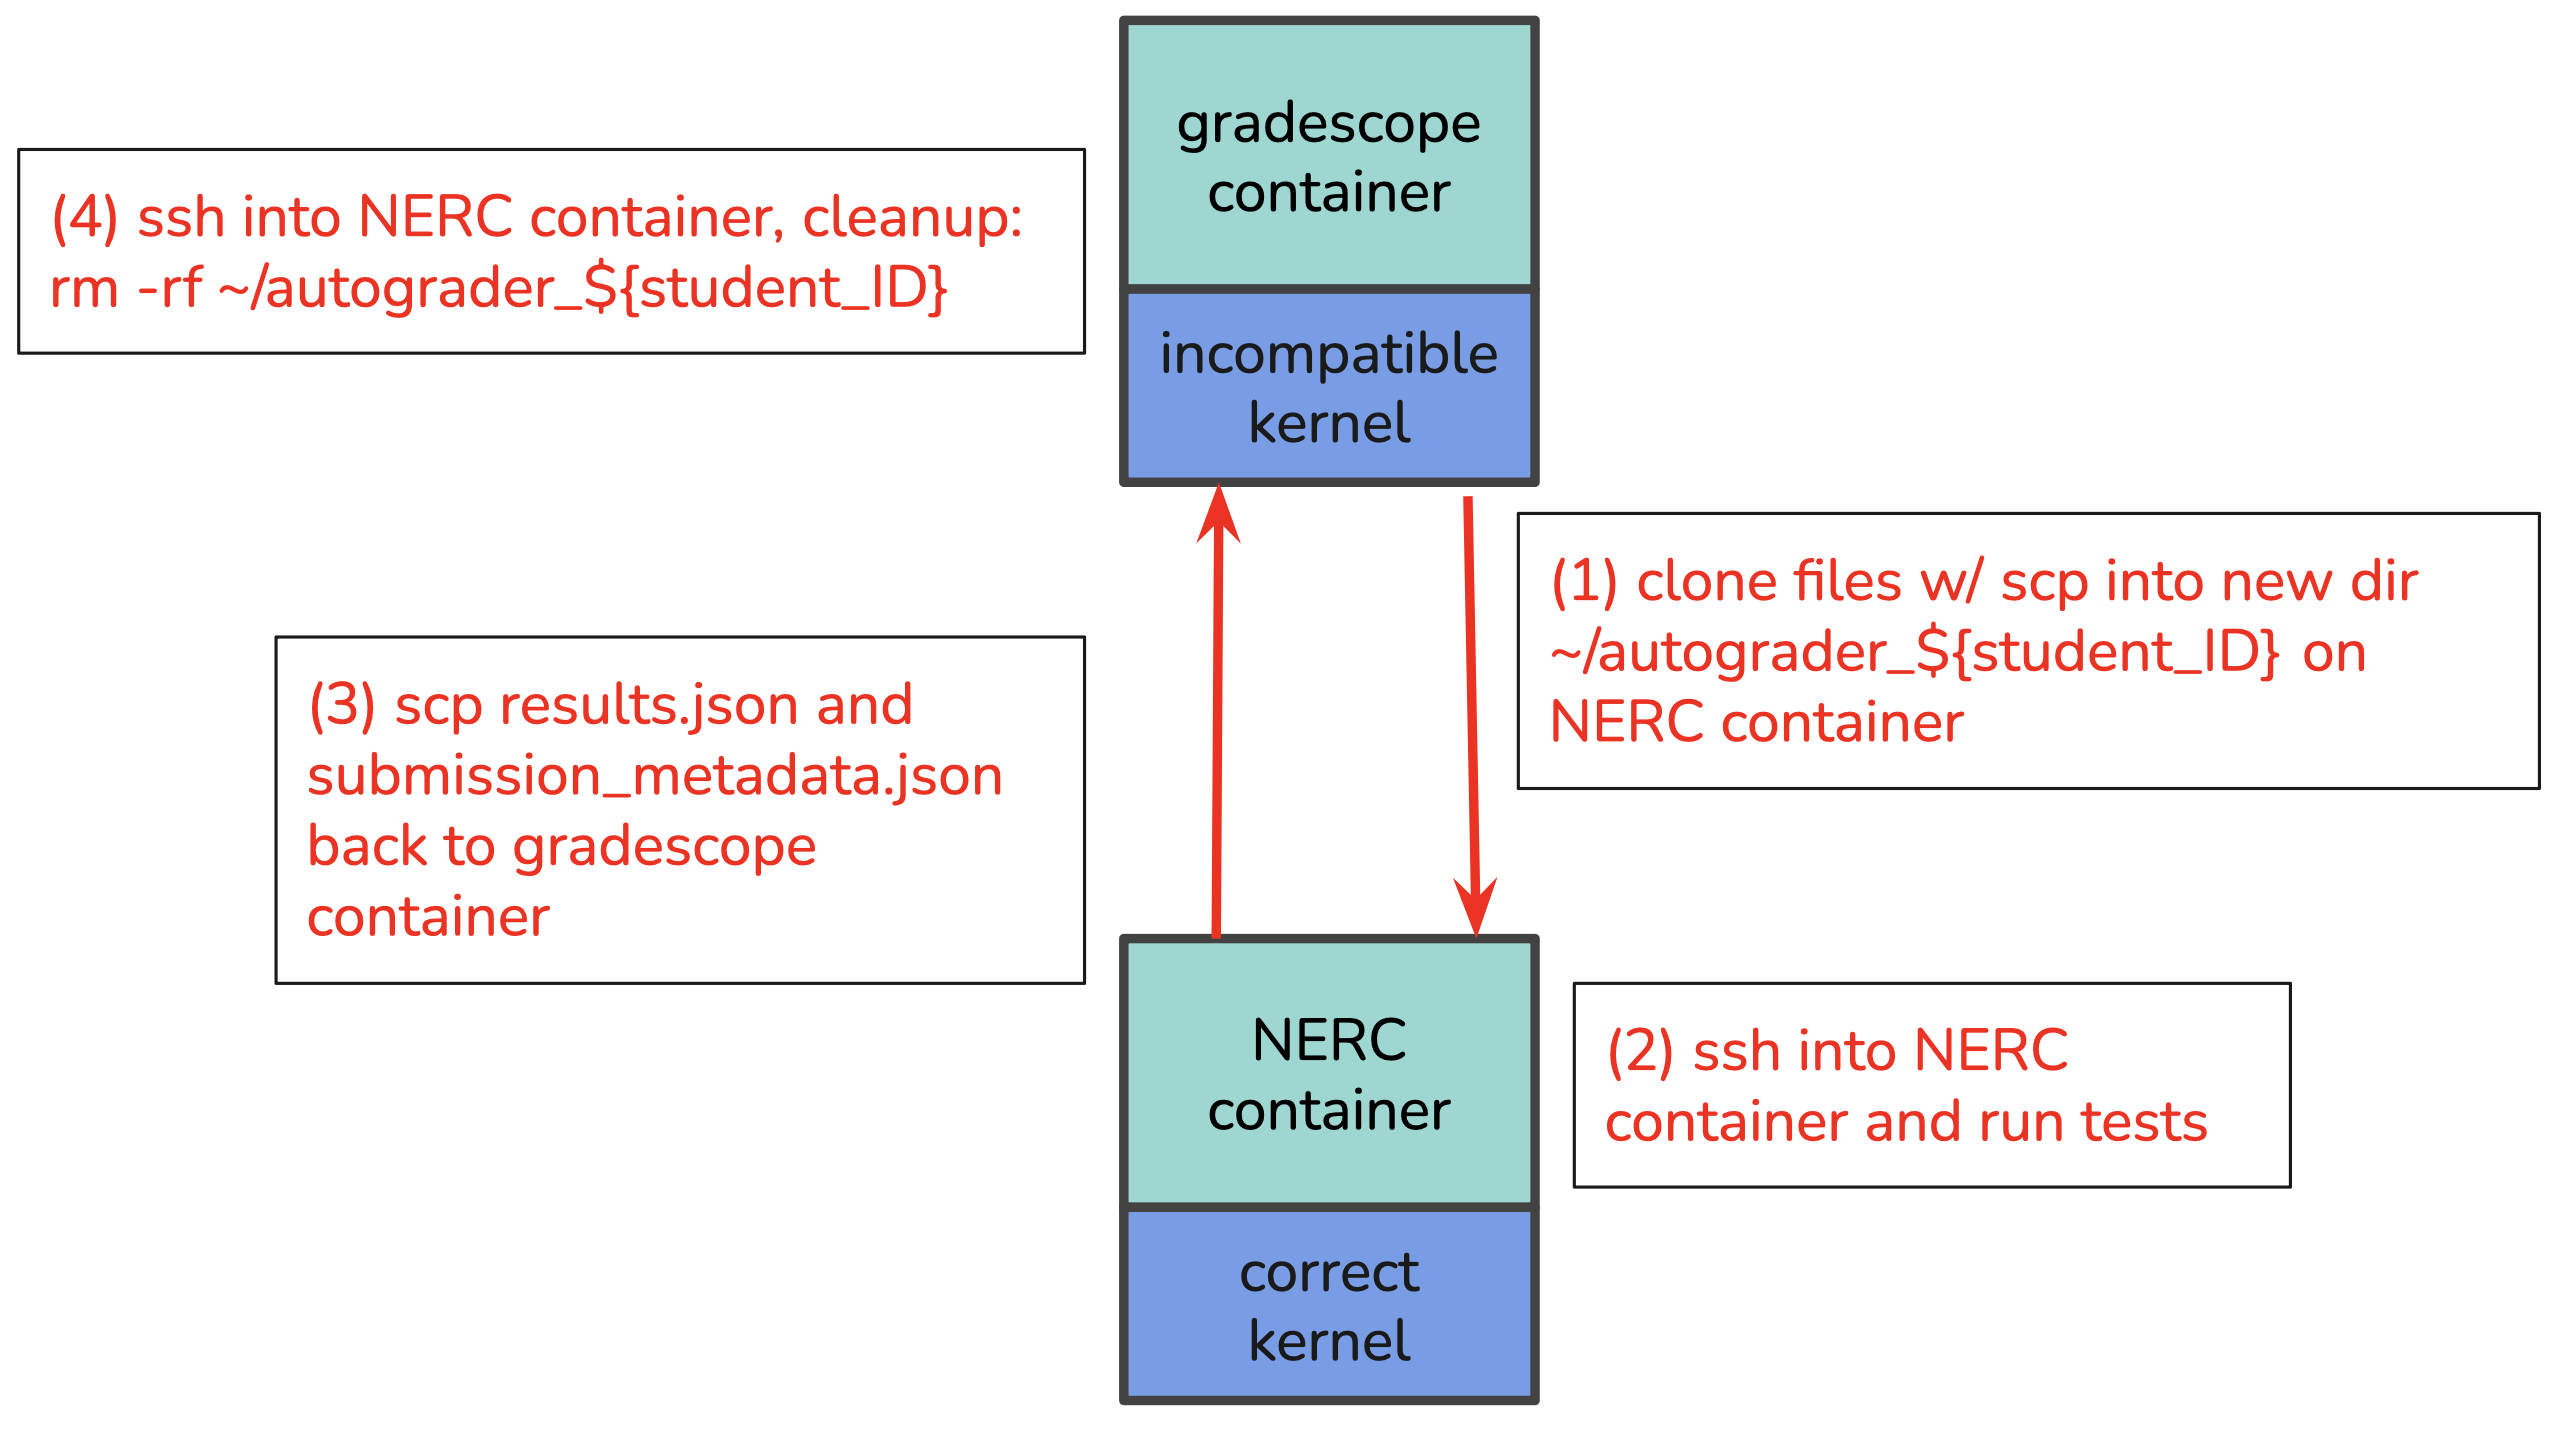 gradescope
container
incompatible
kernel
(4) ssh into NERC container, cleanup:
rm -rf ~/autograder_${student_ID}
(1) clone files w/ scp into new dir
~/autograder_${student_ID} on
NERC container
(3) scp results.json and
submission_metadata.json
back to gradescope
container
NERC
container
correct
kernel
(2) ssh into NERC
container and run tests